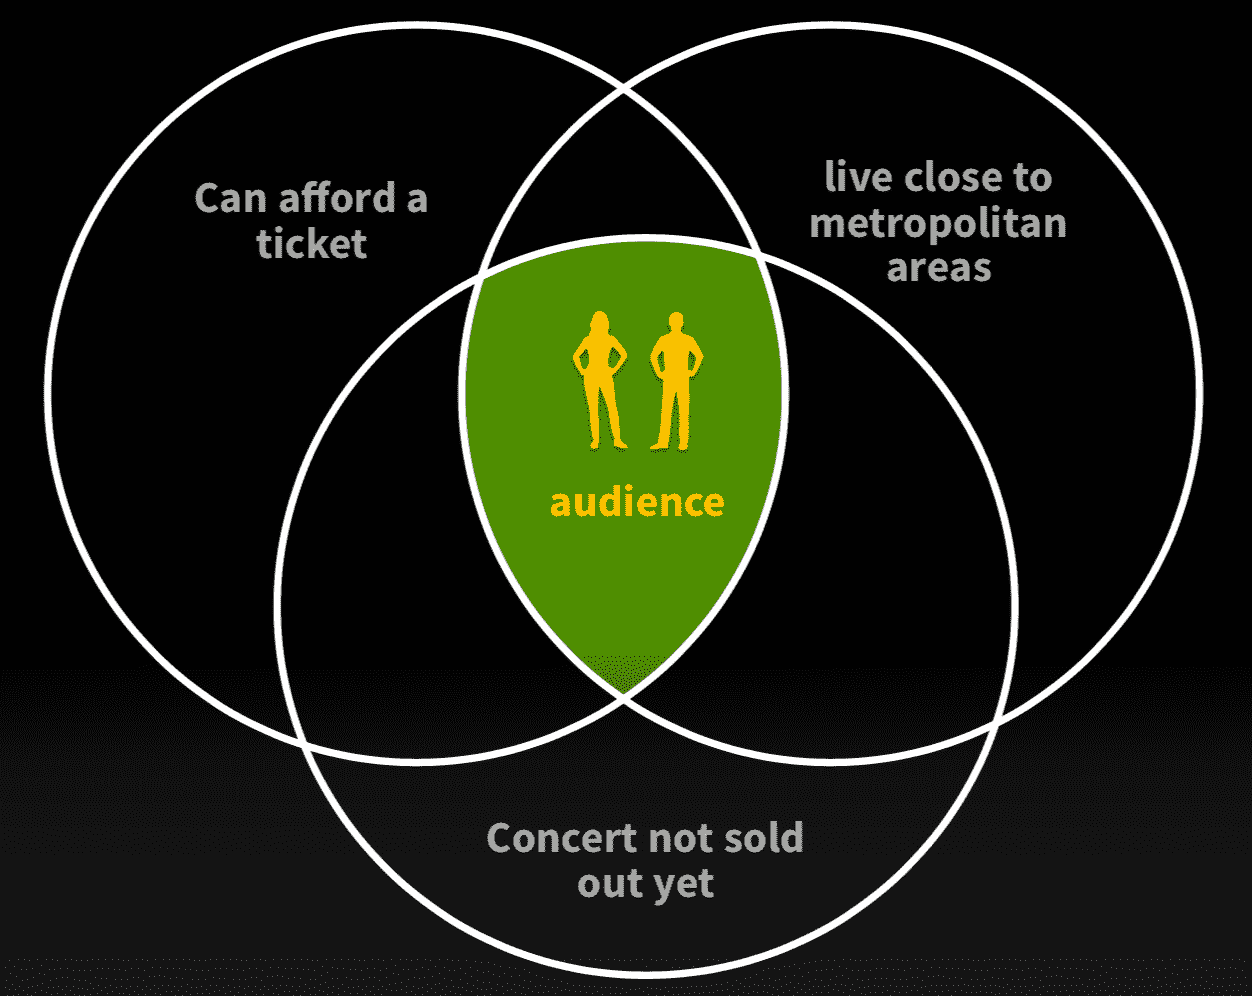 Can afford a
ticket
live close to
metropolitan
areas
audience
Concert not sold
out yet